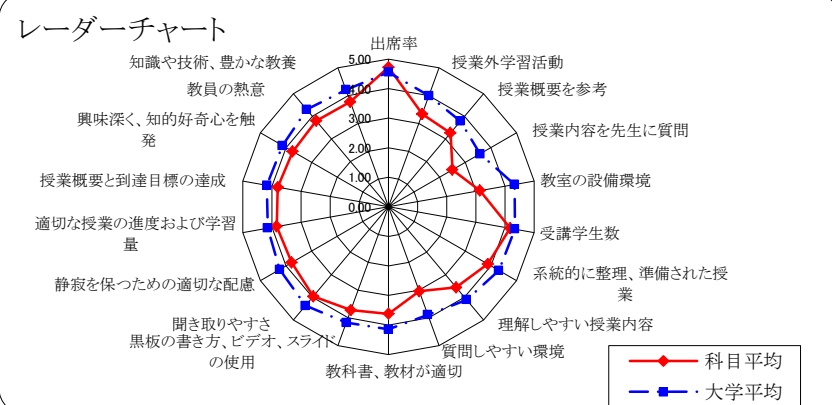 レーダーチャート
出席率
授業外学習活動
授業概要を参考
授業内容を先生に質問
教室の設備環境
受講学生数
系統的に整理、準備された授
業
理解しやすい授業内容
質問しやすい環境
教科書、教材が適切
黒板の書き方、ビデオ、スライド
の使用
聞き取りやすさ
静寂を保つための適切な配慮
適切な授業の進度および学習
量
授業概要と到達目標の達成
興味深く、知的好奇心を触
発
教員の熱意
知識や技術、豊かな教養
5.00
4.00
3.00
2.00
1.00
0.00
科目平均
大学平均